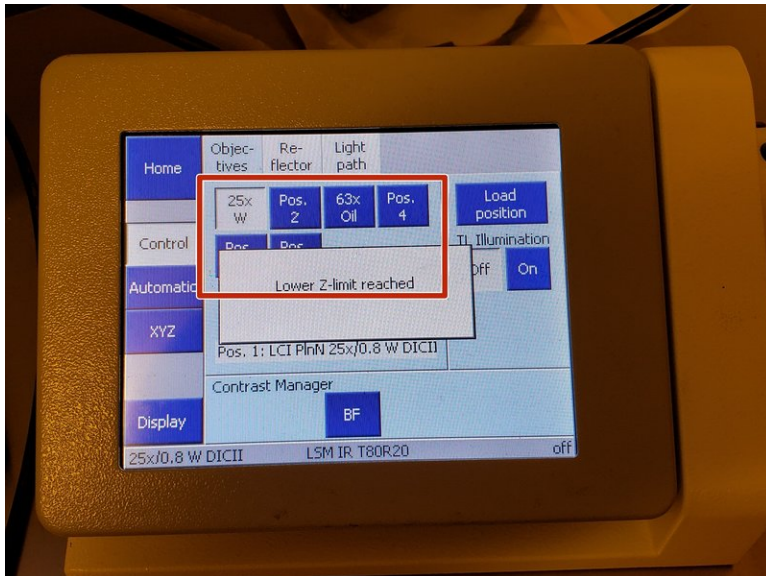 Home
Objec-
tives
Re-
flector
Light
path
25x
W
Pos.
2
63x
Oil
Pos.
4
Load
position
Control
Pos.
Pos.
TL Illumination
Off
On
Lower Z-limit reached
Automatic
XYZ
Pos. 1: LCI PlnN 25x/0.8 W DICII
Contrast Manager
BF
Display
25x/0,8 W DICII
LSM IR T80R20
off